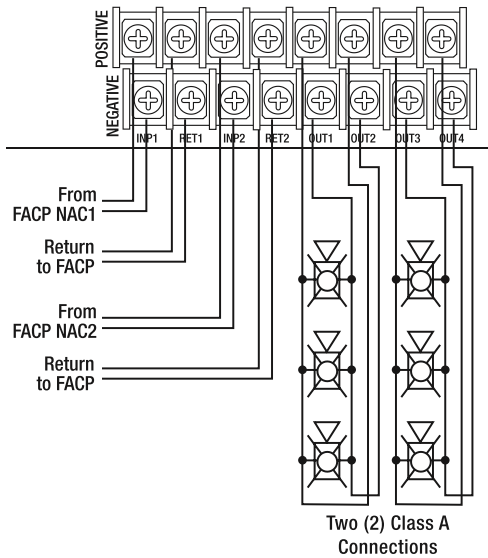 POSITIVE
NEGATIVE
INP1 RET1 INP2 RET2 OUT1 OUT2 OUT3 OUT4
From
FACP NAC1
Return
to FACP
From
FACP NAC2
Return
to FACP
Two (2) Class A
Connections